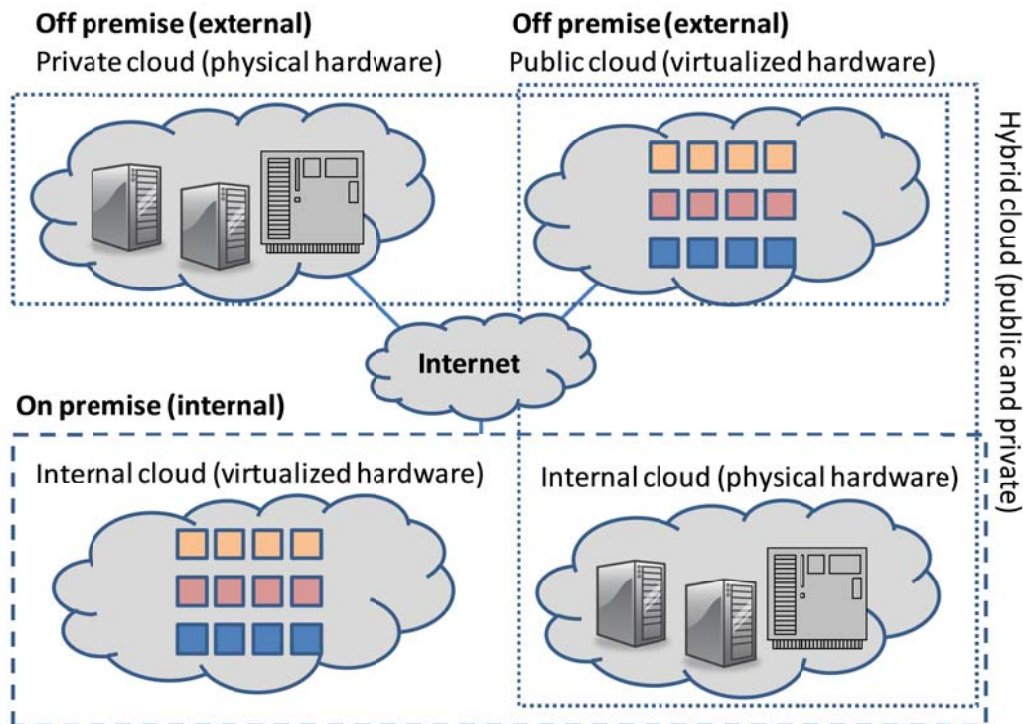 Off premise (external)
Private cloud (physical hardware)
Off premise (external)
Public cloud (virtualized hardware)
Hybrid cloud (public and private)
Internet
On premise (internal)
Internal cloud (virtualized hardware)
Internal cloud (physical hardware)